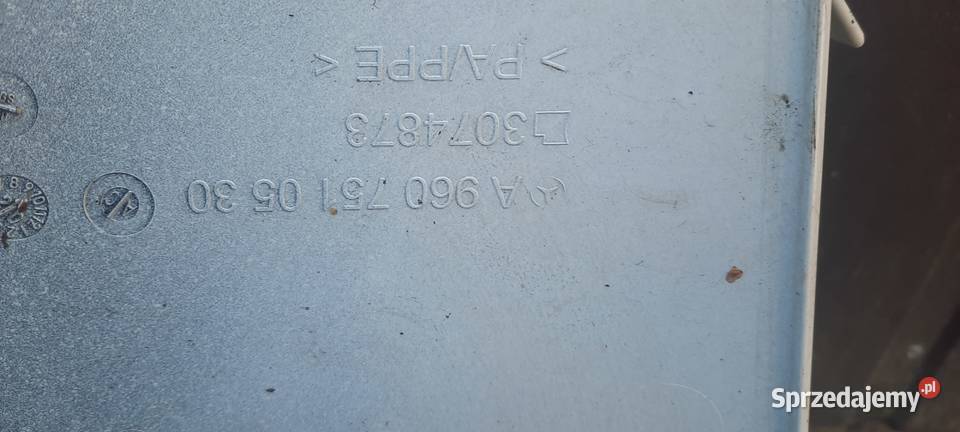 A 960 751 05 30
3074873
> PA/PPE <
Sprzedajemy.pl